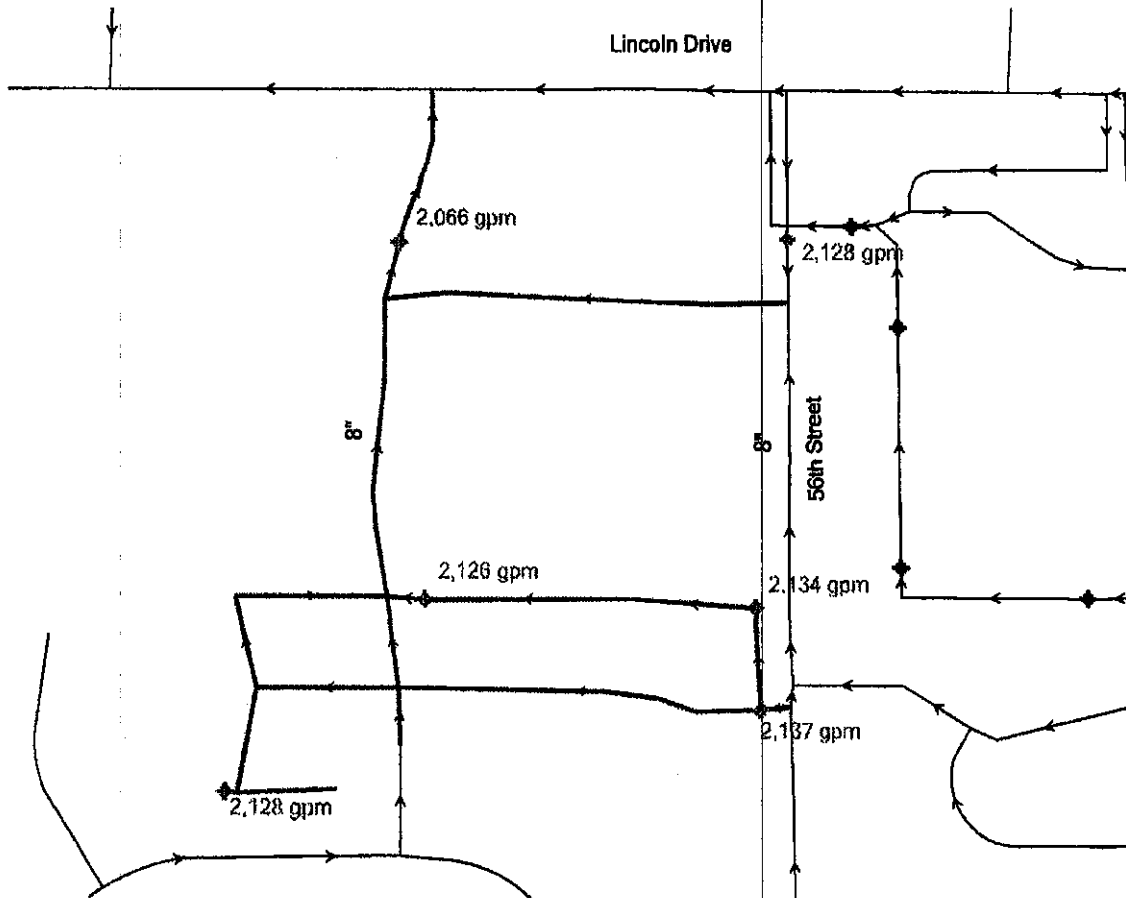 Lincoln Drive
2,066 gpm
2,128 gpm
8"
8"
56th Street
2,126 gpm
2,134 gpm
2,137 gpm
2,128 gpm